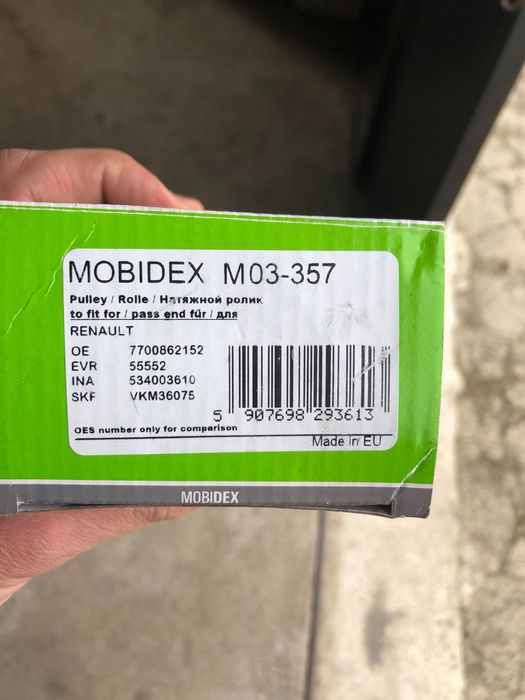 MOBIDEX M03-357
Pulley / Rolle / Натяжной ролик
to fit for / pass end für / для
RENAULT
OE 7700862152
EVR 55552
INA 534003610
SKF VKM36075
5 907698 293613
OES number only for comparison
Made in EU
MOBIDEX